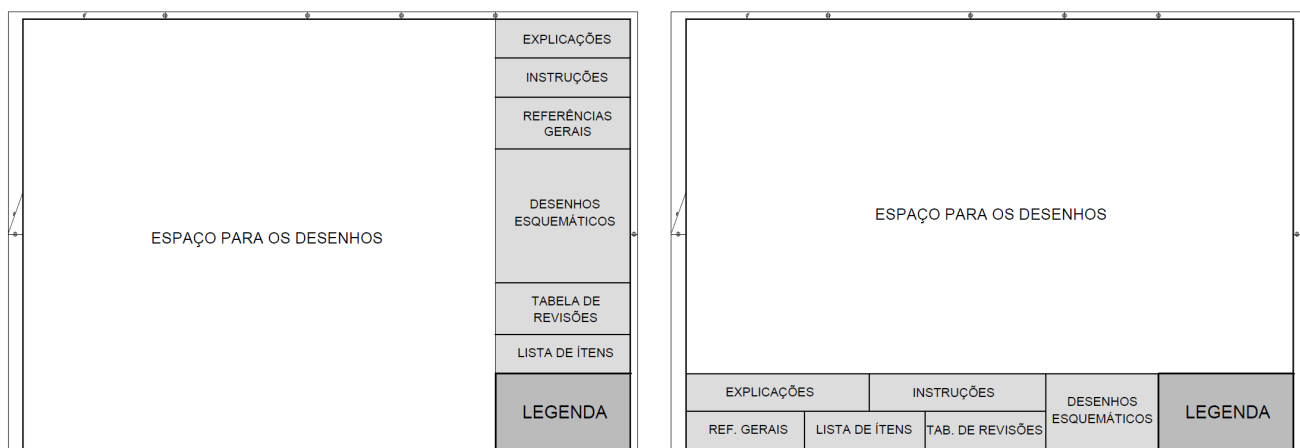 EXPLICAÇÕES
INSTRUÇÕES
REFERÊNCIAS
GERAIS
DESENHOS
ESQUEMÁTICOS
ESPAÇO PARA OS DESENHOS
TABELA DE
REVISÕES
LISTA DE ÍTENS
LEGENDA
ESPAÇO PARA OS DESENHOS
EXPLICAÇÕES
INSTRUÇÕES
DESENHOS
ESQUEMÁTICOS
LEGENDA
REF. GERAIS
LISTA DE ÍTENS
TAB. DE REVISÕES